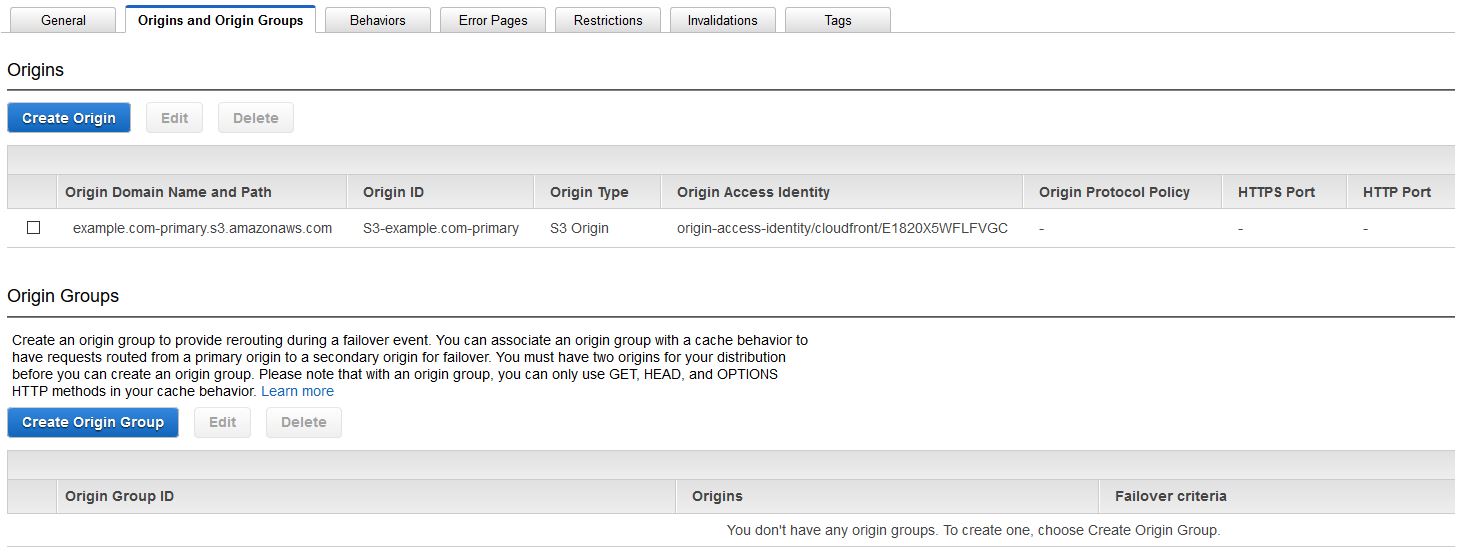 General Origins and Origin Groups Behaviors Error Pages Restrictions Invalidations Tags
Origins
Create Origin Edit Delete
Origin Domain Name and Path Origin ID Origin Type Origin Access Identity Origin Protocol Policy HTTPS Port HTTP Port
example.com-primary.s3.amazonaws.com S3-example.com-primary S3 Origin origin-access-identity/cloudfront/E1820X5WFLFVGC - - -
Origin Groups
Create an origin group to provide rerouting during a failover event. You can associate an origin group with a cache behavior to
have requests routed from a primary origin to a secondary origin for failover. You must have two origins for your distribution
before you can create an origin group. Please note that with an origin group, you can only use GET, HEAD, and OPTIONS
HTTP methods in your cache behavior. Learn more
Create Origin Group Edit Delete
Origin Group ID Origins Failover criteria
You don't have any origin groups. To create one, choose Create Origin Group.